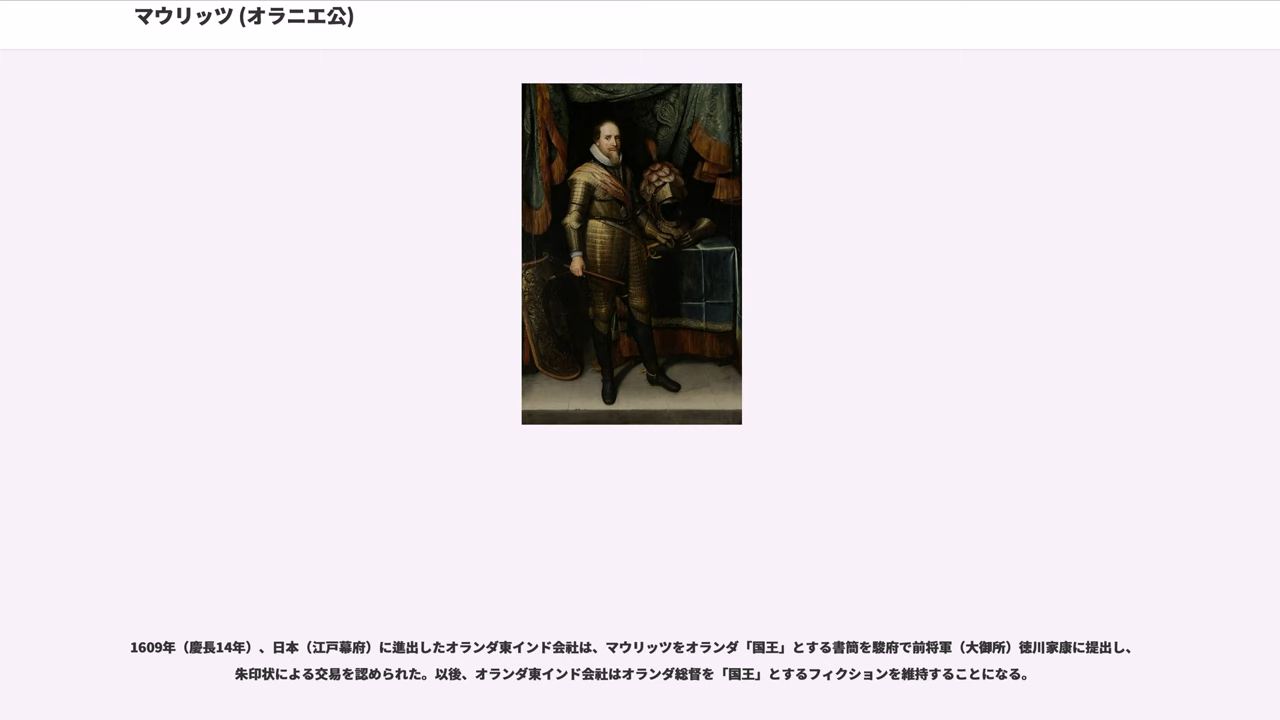 マウリッツ (オラニエ公)
1609年（慶長14年）、日本（江戸幕府）に進出したオランダ東インド会社は、マウリッツをオランダ「国王」とする書簡を駿府で前将軍（大御所）徳川家康に提出し、
朱印状による交易を認められた。以後、オランダ東インド会社はオランダ総督を「国王」とするフィクションを維持することになる。